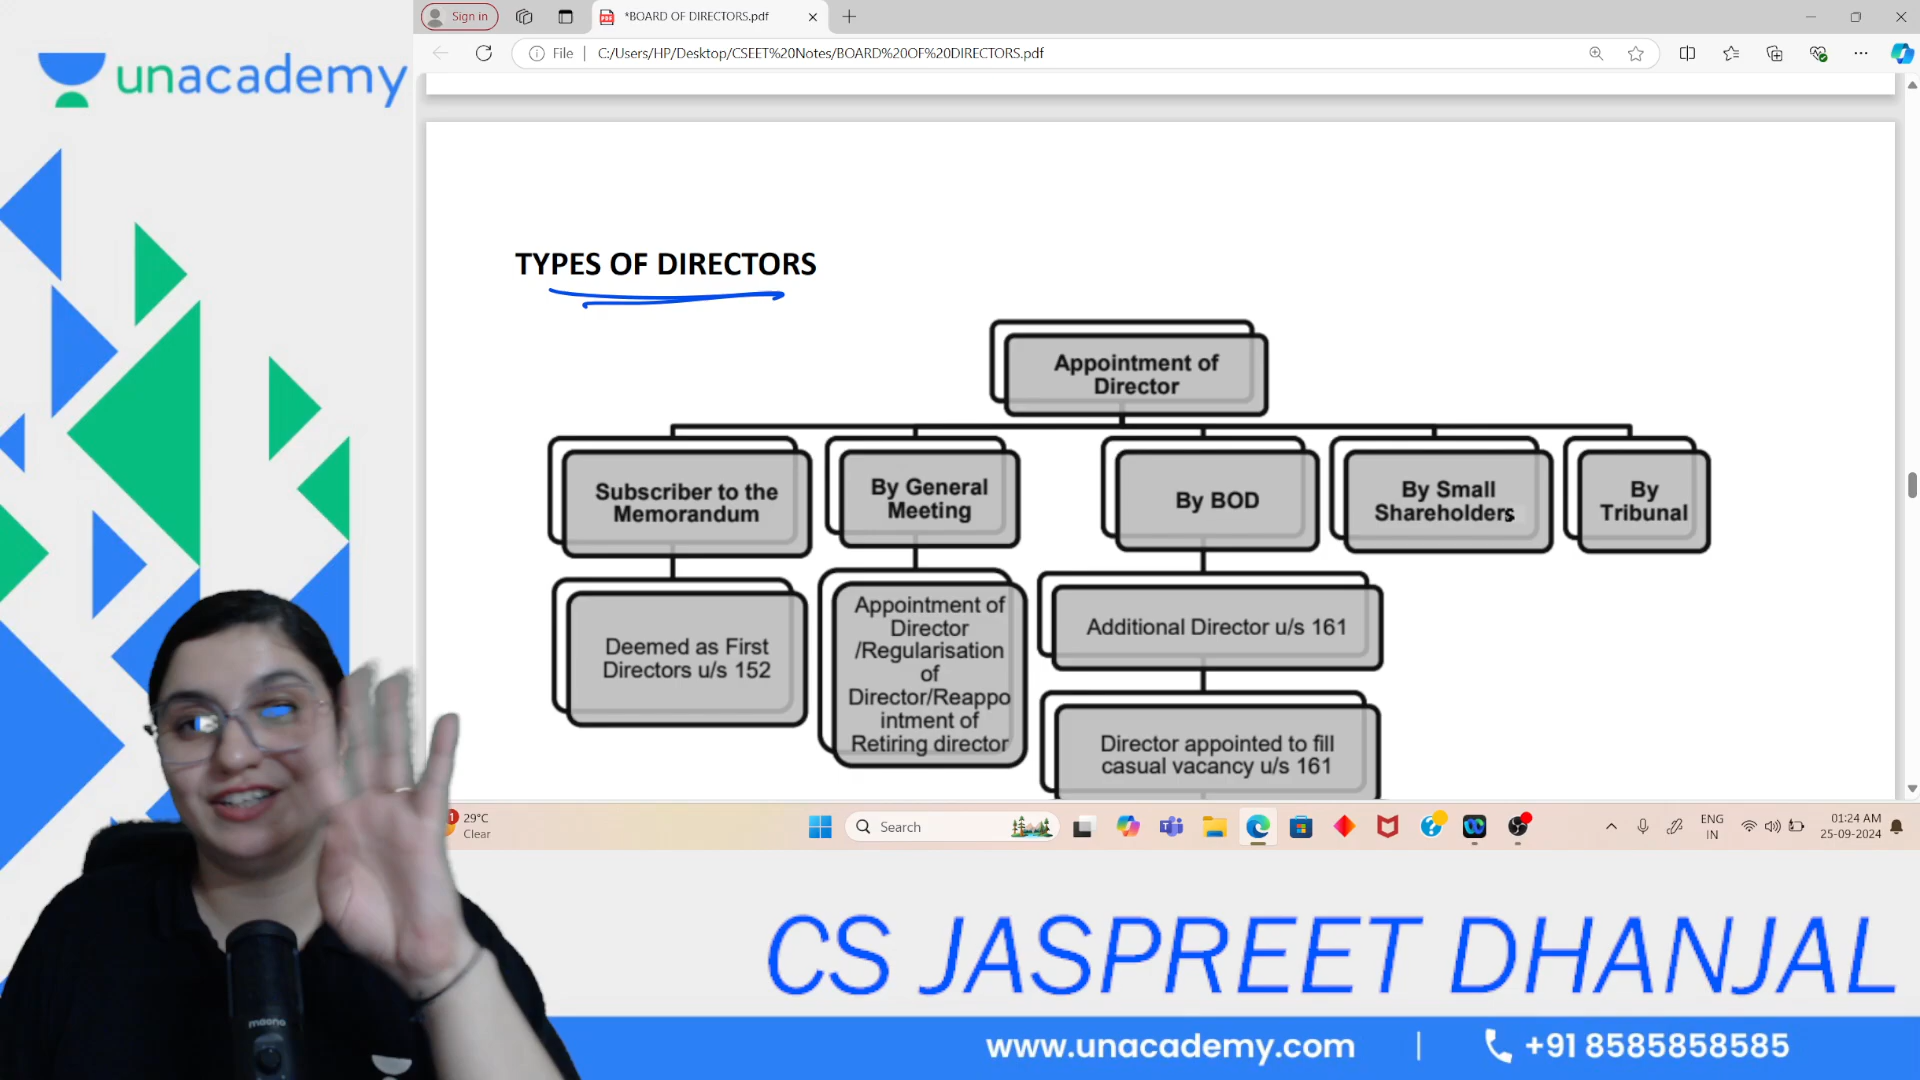 unacademy
Sign in
*BOARD OF DIRECTORS.pdf
File
C:/Users/HP/Desktop/CSEET%20Notes/BOARD%20OF%20DIRECTORS.pdf
TYPES OF DIRECTORS
Appointment of
Director
Subscriber to the
Memorandum
By General
Meeting
By BOD
By Small
Shareholders
By
Tribunal
Deemed as First
Directors u/s 152
Appointment of
Director
/Regularisation
of
Director/Reappo
intment of
Retiring director
Additional Director u/s 161
Director appointed to fill
casual vacancy u/s 161
1
29°C
Clear
Search
ENG
IN
01:24 AM
25-09-2024
maono
CS JASPREET DHANJAL
www.unacademy.com | +91 8585858585